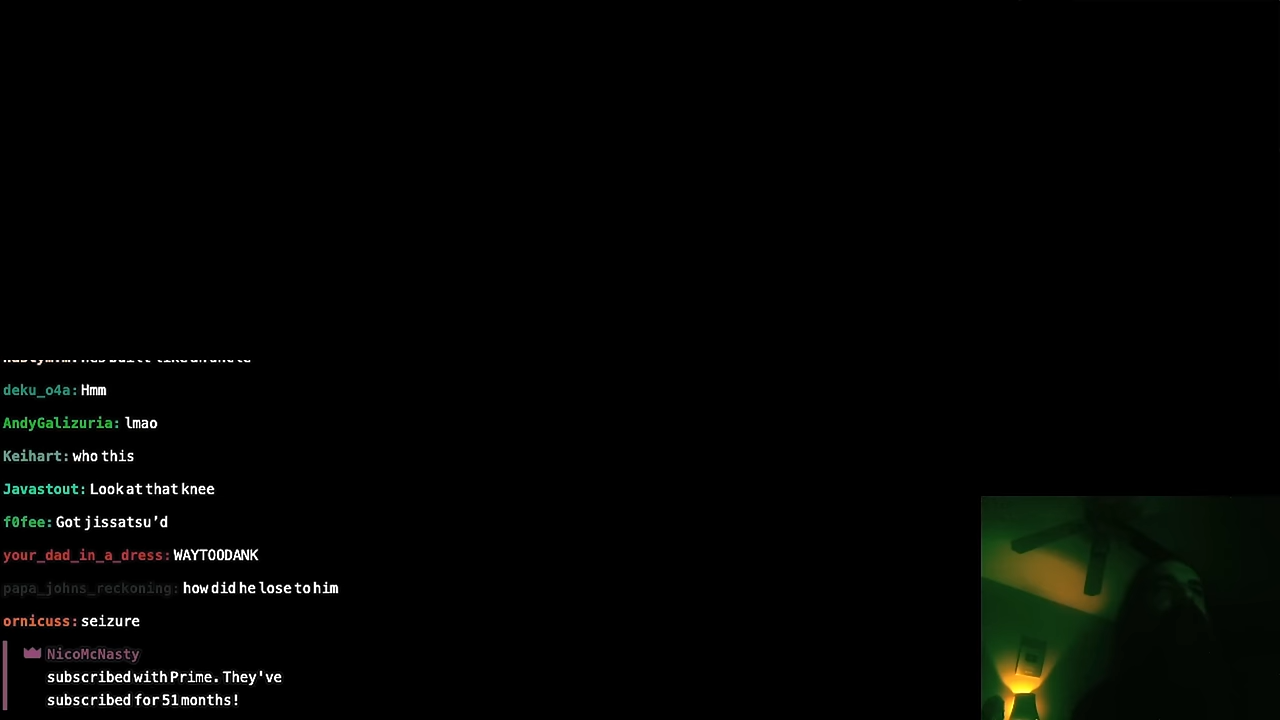 deku_o4a: Hmm
AndyGalizuria: lmao
Keihart: who this
Javastout: Look at that knee
f0fee: Got jissatsu’d
your_dad_in_a_dress: WAYTOODANK
papa_johns_reckoning: how did he lose to him
ornicuss: seizure
NicoMcNasty
subscribed with Prime. They've
subscribed for 51 months!